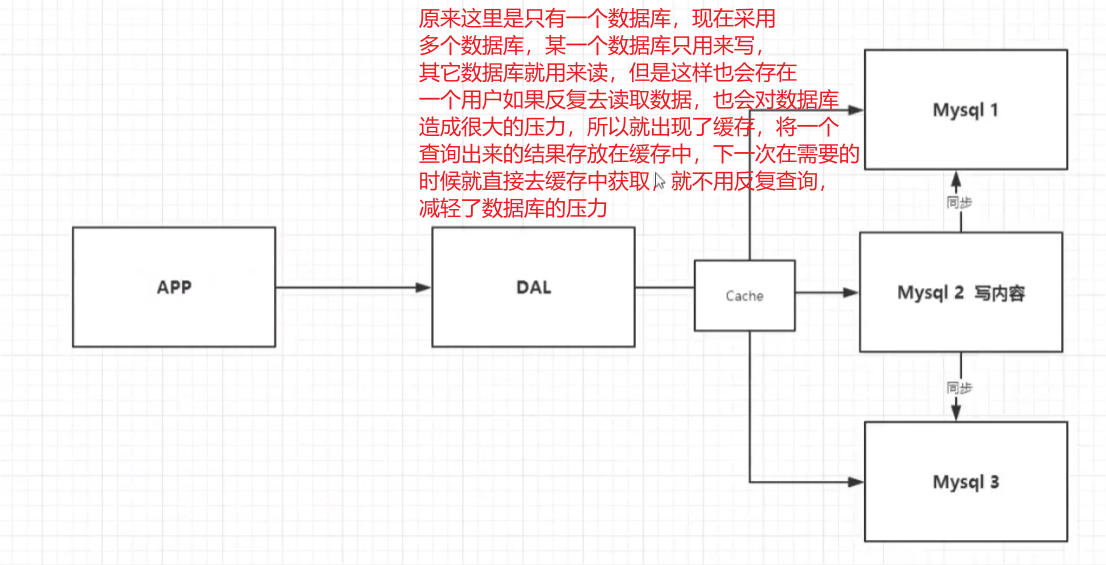 原来这里是只有一个数据库，现在采用
多个数据库，某一个数据库只用来写，
其它数据库就用来读，但是这样也会存在
一个用户如果反复去读取数据，也会对数据库
造成很大的压力，所以就出现了缓存，将一个
查询出来的结果存放在缓存中，下一次在需要的
时候就直接去缓存中获取，就不用反复查询，
减轻了数据库的压力
Mysql 1
同步
APP
DAL
Cache
Mysql 2 写内容
同步
Mysql 3